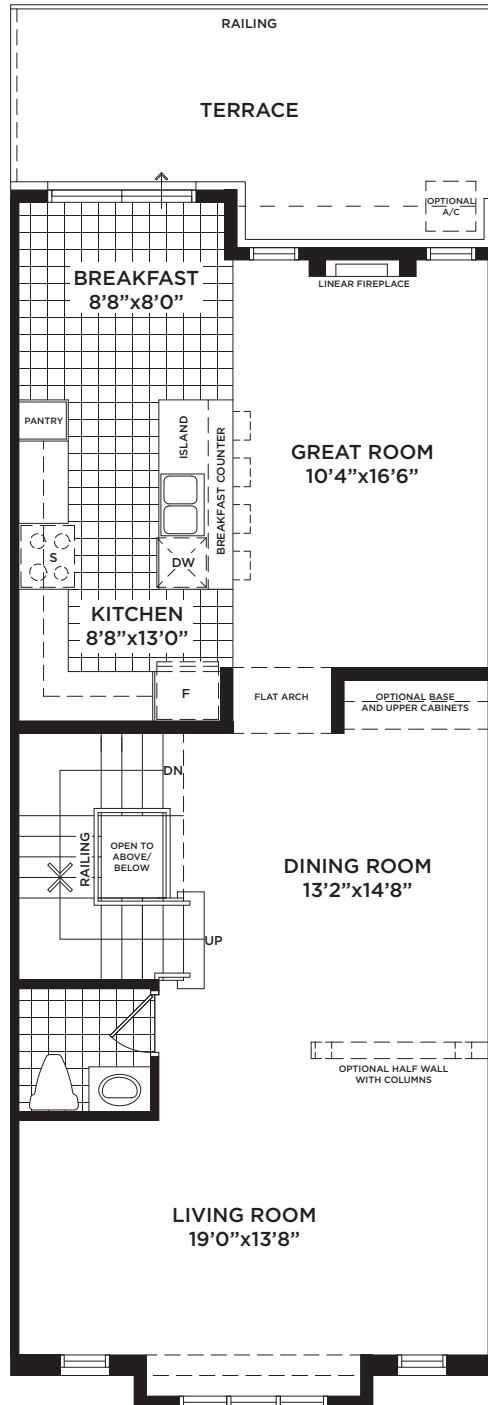 RAILING
TERRACE
OPTIONAL
A/C
BREAKFAST
8’8”x8’0”
LINEAR FIREPLACE
PANTRY
ISLAND
BREAKFAST COUNTER
GREAT ROOM
10’4”x16’6”
S
DW
KITCHEN
8’8”x13’0”
F
FLAT ARCH
OPTIONAL BASE
AND UPPER CABINETS
DN
RAILING
OPEN TO
ABOVE/
BELOW
DINING ROOM
13’2”x14’8”
UP
OPTIONAL HALF WALL
WITH COLUMNS
LIVING ROOM
19’0”x13’8”